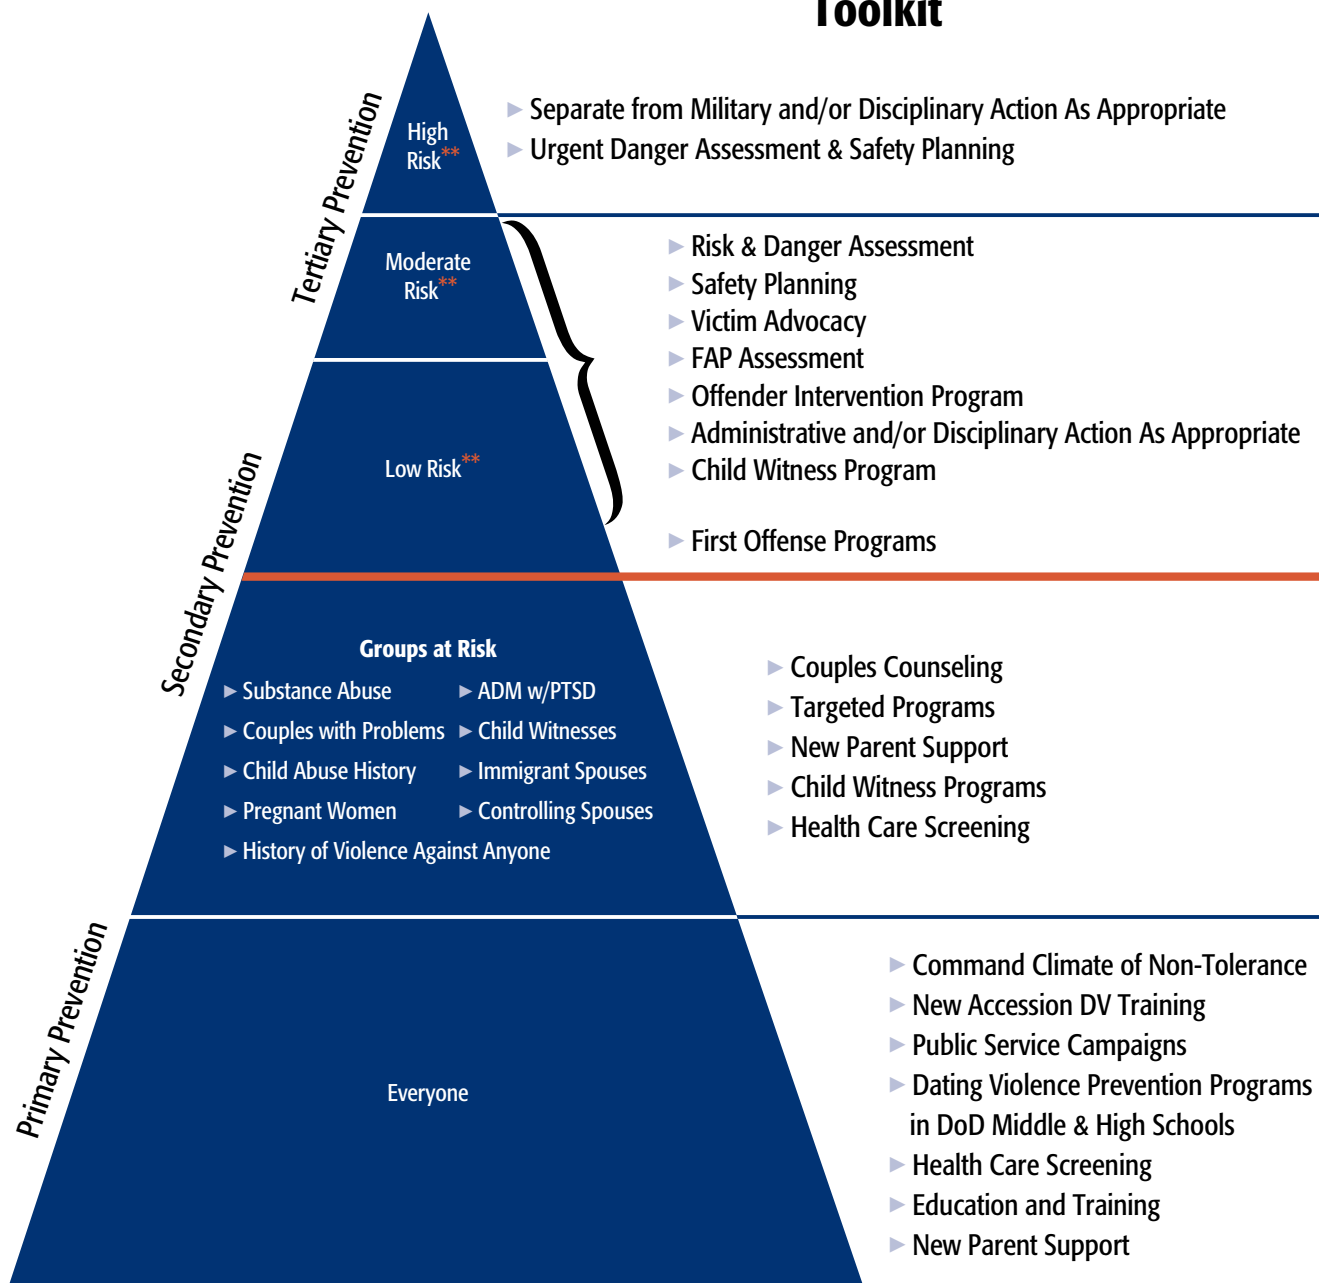 Toolkit
Tertiary Prevention
High
Risk**
► Separate from Military and/or Disciplinary Action As Appropriate
► Urgent Danger Assessment & Safety Planning
Moderate
Risk**
► Risk & Danger Assessment
► Safety Planning
► Victim Advocacy
► FAP Assessment
► Offender Intervention Program
► Administrative and/or Disciplinary Action As Appropriate
► Child Witness Program
Secondary Prevention
Low Risk**
► First Offense Programs
Groups at Risk
► Substance Abuse
► ADM w/PTSD
► Couples with Problems
► Child Witnesses
► Child Abuse History
► Immigrant Spouses
► Pregnant Women
► Controlling Spouses
► History of Violence Against Anyone
► Couples Counseling
► Targeted Programs
► New Parent Support
► Child Witness Programs
► Health Care Screening
Primary Prevention
Everyone
► Command Climate of Non-Tolerance
► New Accession DV Training
► Public Service Campaigns
► Dating Violence Prevention Programs
in DoD Middle & High Schools
► Health Care Screening
► Education and Training
► New Parent Support